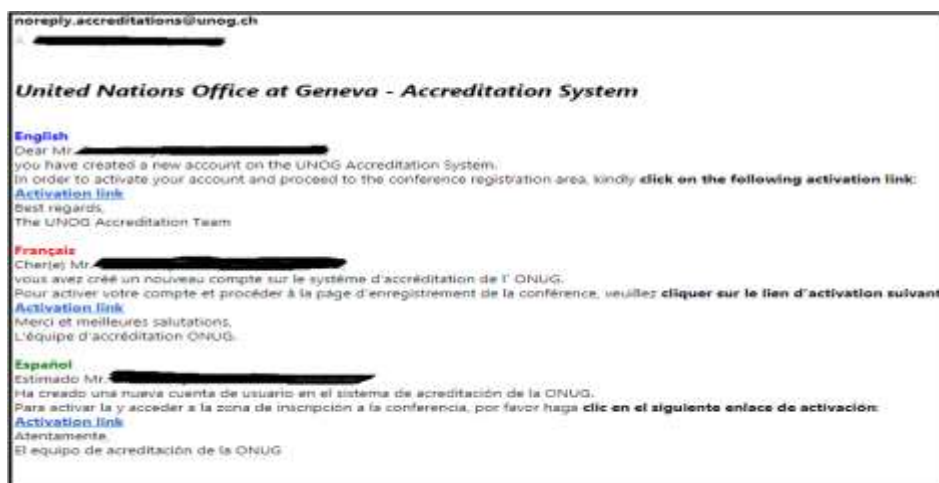 noreply.accreditations@unog.ch
United Nations Office at Geneva - Accreditation System
English
Dear Mr.
you have created a new account on the UNOG Accreditation System.
In order to activate your account and proceed to the conference registration area, kindly click on the following activation link:
Activation link
Best regards,
The UNOG Accreditation Team
Français
Cher(e) Mr.
vous avez créé un nouveau compte sur le système d'accréditation de l' ONUG.
Pour activer votre compte et procéder à la page d'enregistrement de la conférence, veuillez cliquer sur le lien d'activation suivant
Activation link
Merci et meilleures salutations,
L'équipe d'accréditation ONUG.
Español
Estimado Mr.
Ha creado una nueva cuenta de usuario en el sistema de acreditación de la ONUG.
Para activar la y acceder a la zona de inscripción a la conferencia, por favor haga clic en el siguiente enlace de activación:
Activation link
Atentamente,
El equipo de acreditación de la ONUG